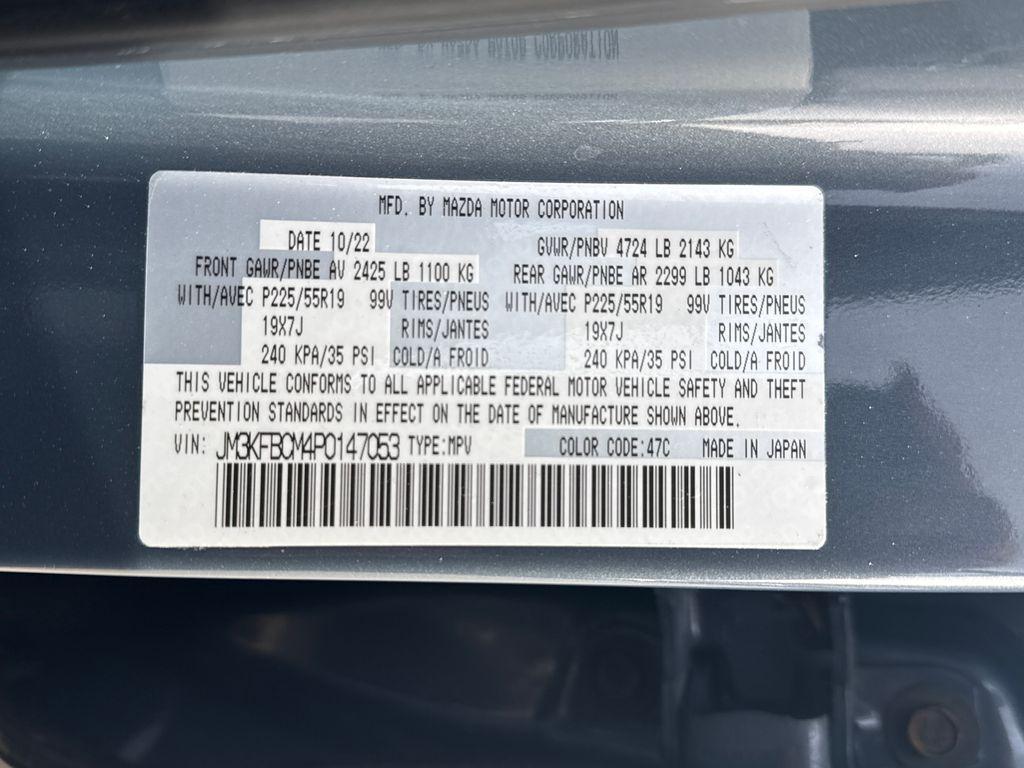 MFD. BY MAZDA MOTOR CORPORATION
DATE 10/22 GVWR/PNBV 4724 LB 2143 KG
FRONT GAWR/PNBE AV 2425 LB 1100 KG REAR GAWR/PNBE AR 2299 LB 1043 KG
WITH/AVEC P225/55R19 99V TIRES/PNEUS WITH/AVEC P225/55R19 99V TIRES/PNEUS
19X7J RIMS/JANTES 19X7J RIMS/JANTES
240 KPA/35 PSI COLD/A FROID 240 KPA/35 PSI COLD/A FROID
THIS VEHICLE CONFORMS TO ALL APPLICABLE FEDERAL MOTOR VEHICLE SAFETY AND THEFT
PREVENTION STANDARDS IN EFFECT ON THE DATE OF MANUFACTURE SHOWN ABOVE.
VIN: JM3KFBCM4P0147053 TYPE:MPV COLOR CODE:47C MADE IN JAPAN